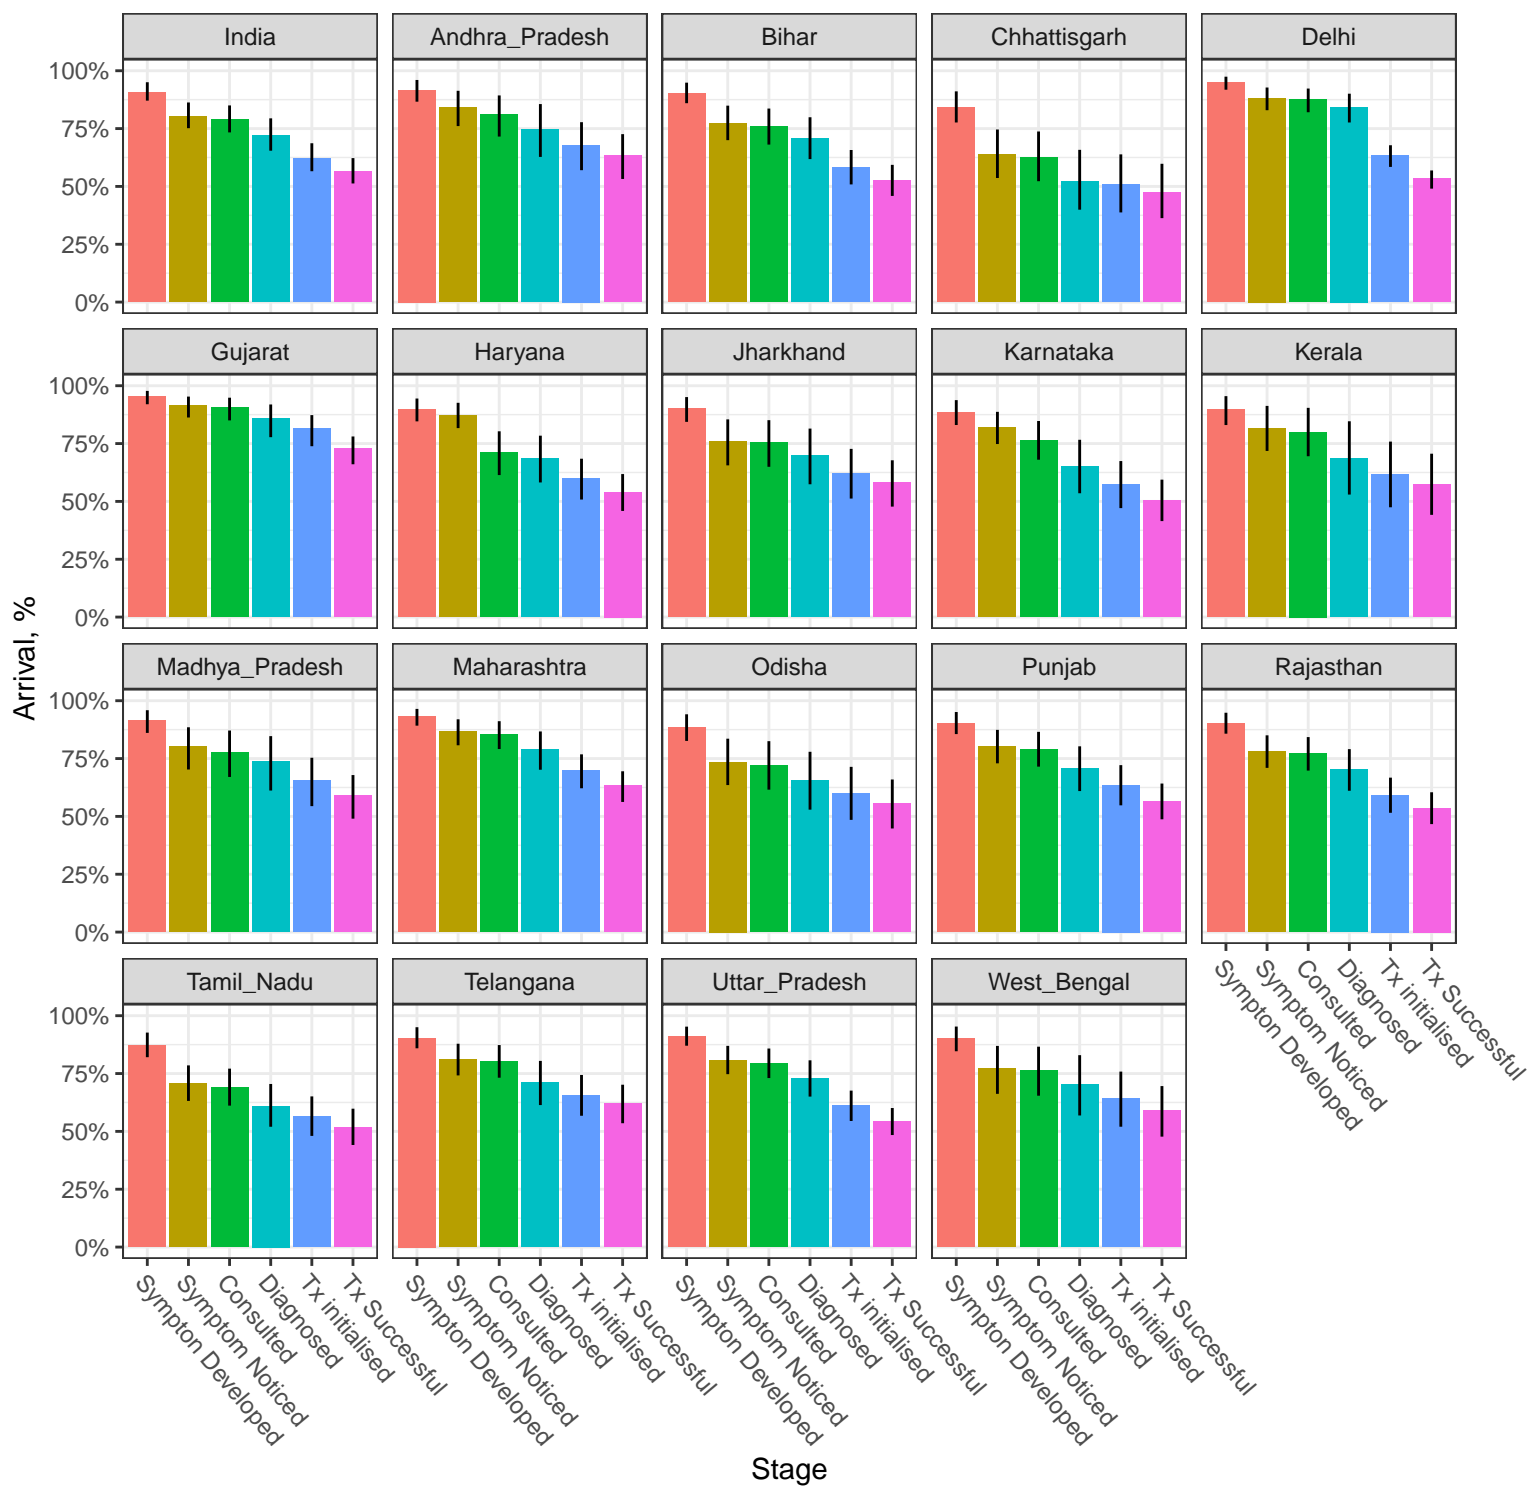 India Andhra_Pradesh Bihar Chhattisgarh Delhi
100%
75%
50%
25%
0%
Gujarat Haryana Jharkhand Karnataka Kerala
100%
75%
50%
25%
0%
Arrival, %
Madhya_Pradesh Maharashtra Odisha Punjab Rajasthan
100%
75%
50%
25%
0%
Sympton Developed
Symptom Noticed
Consulted
Diagnosed
Tx initialised
Tx Successful
Tamil_Nadu Telangana Uttar_Pradesh West_Bengal
100%
75%
50%
25%
0%
Sympton Developed
Symptom Noticed
Consulted
Diagnosed
Tx initialised
Tx Successful
Sympton Developed
Symptom Noticed
Consulted
Diagnosed
Tx initialised
Tx Successful
Sympton Developed
Symptom Noticed
Consulted
Diagnosed
Tx initialised
Tx Successful
Sympton Developed
Symptom Noticed
Consulted
Diagnosed
Tx initialised
Tx Successful
Stage